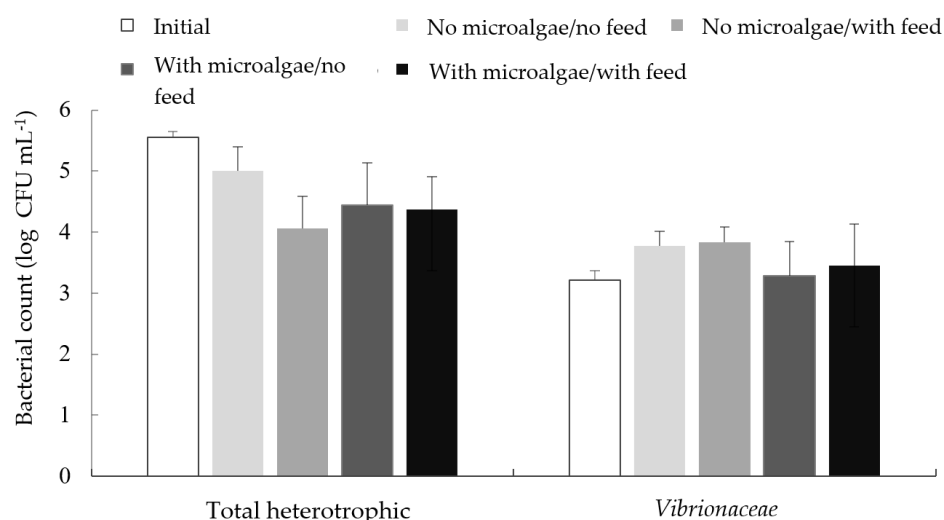 Initial
No microalgae/no feed
No microalgae/with feed
With microalgae/no
feed
With microalgae/with feed
Bacterial count (log CFU mL⁻¹)
6
5
4
3
2
1
0
Total heterotrophic
Vibrionaceae